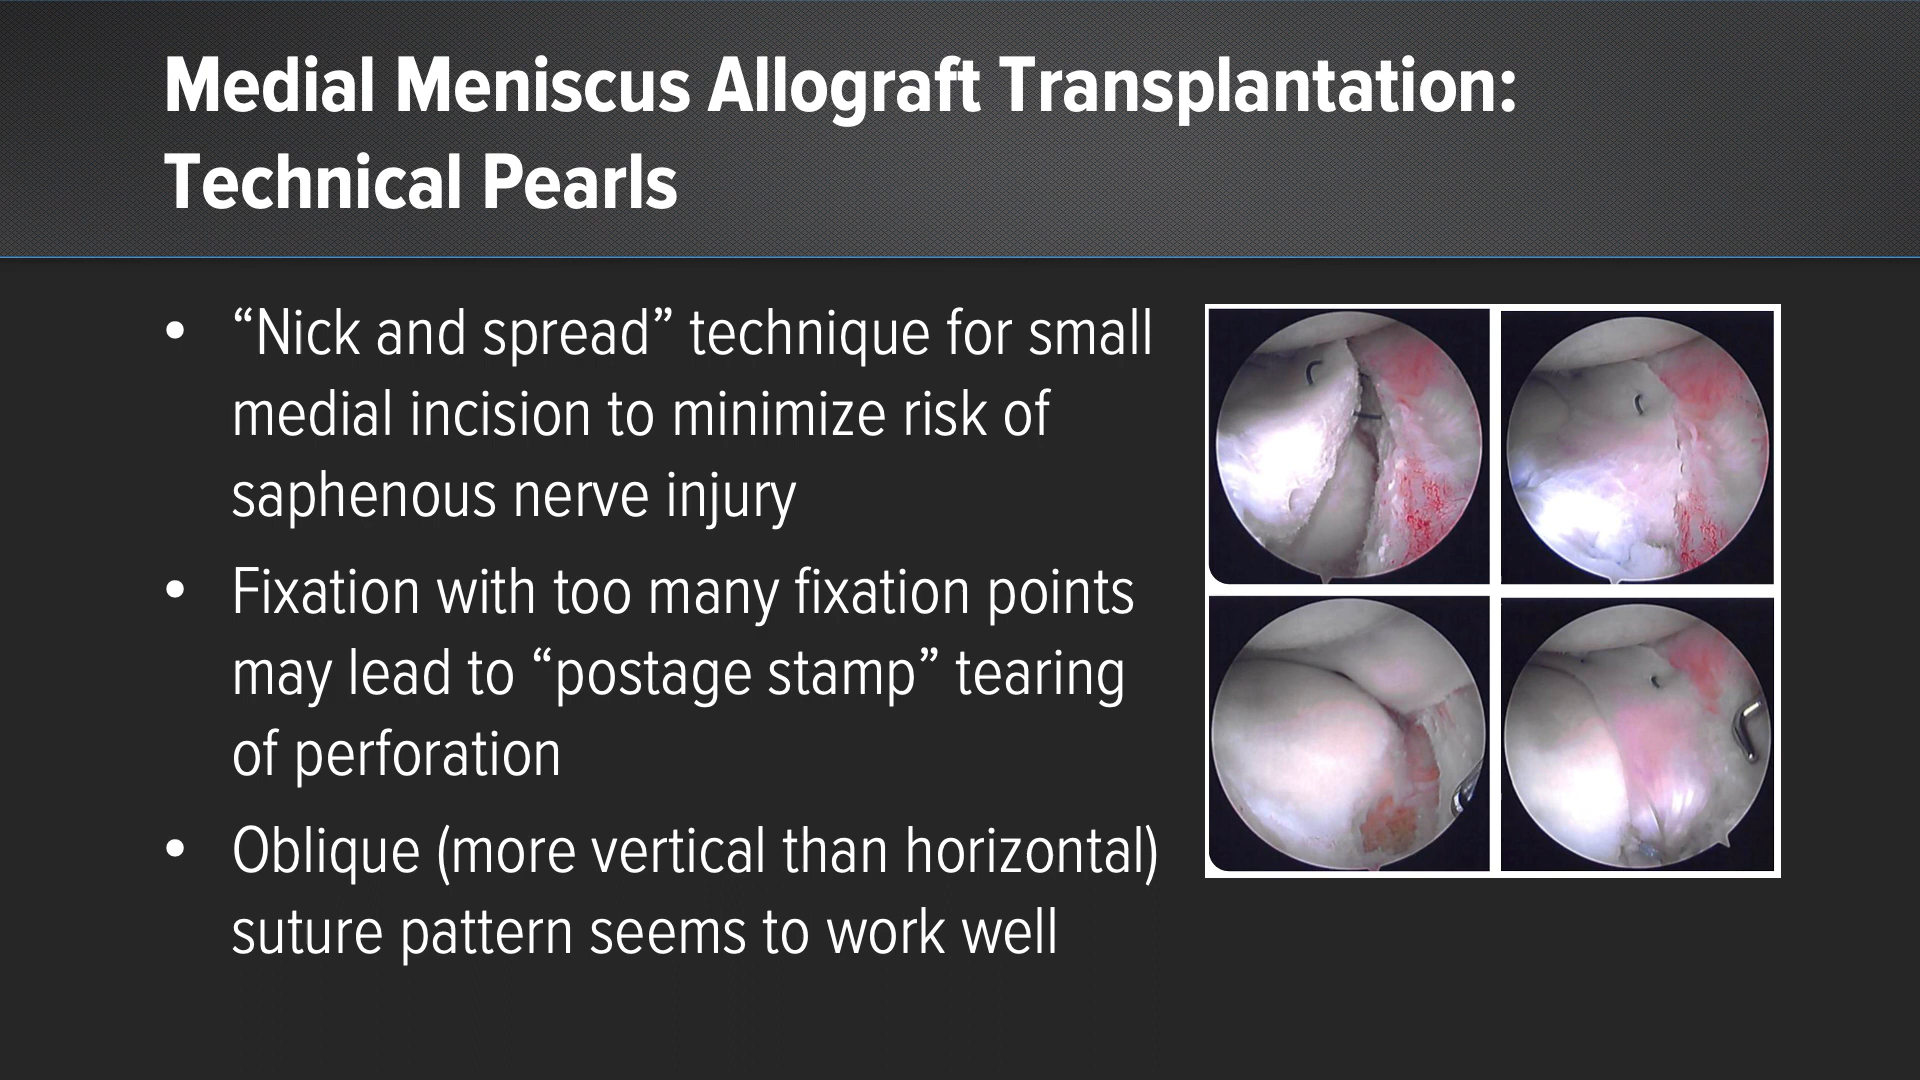 Medial Meniscus Allograft Transplantation:
Technical Pearls
• “Nick and spread” technique for small
medial incision to minimize risk of
saphenous nerve injury
• Fixation with too many fixation points
may lead to “postage stamp” tearing
of perforation
• Oblique (more vertical than horizontal)
suture pattern seems to work well